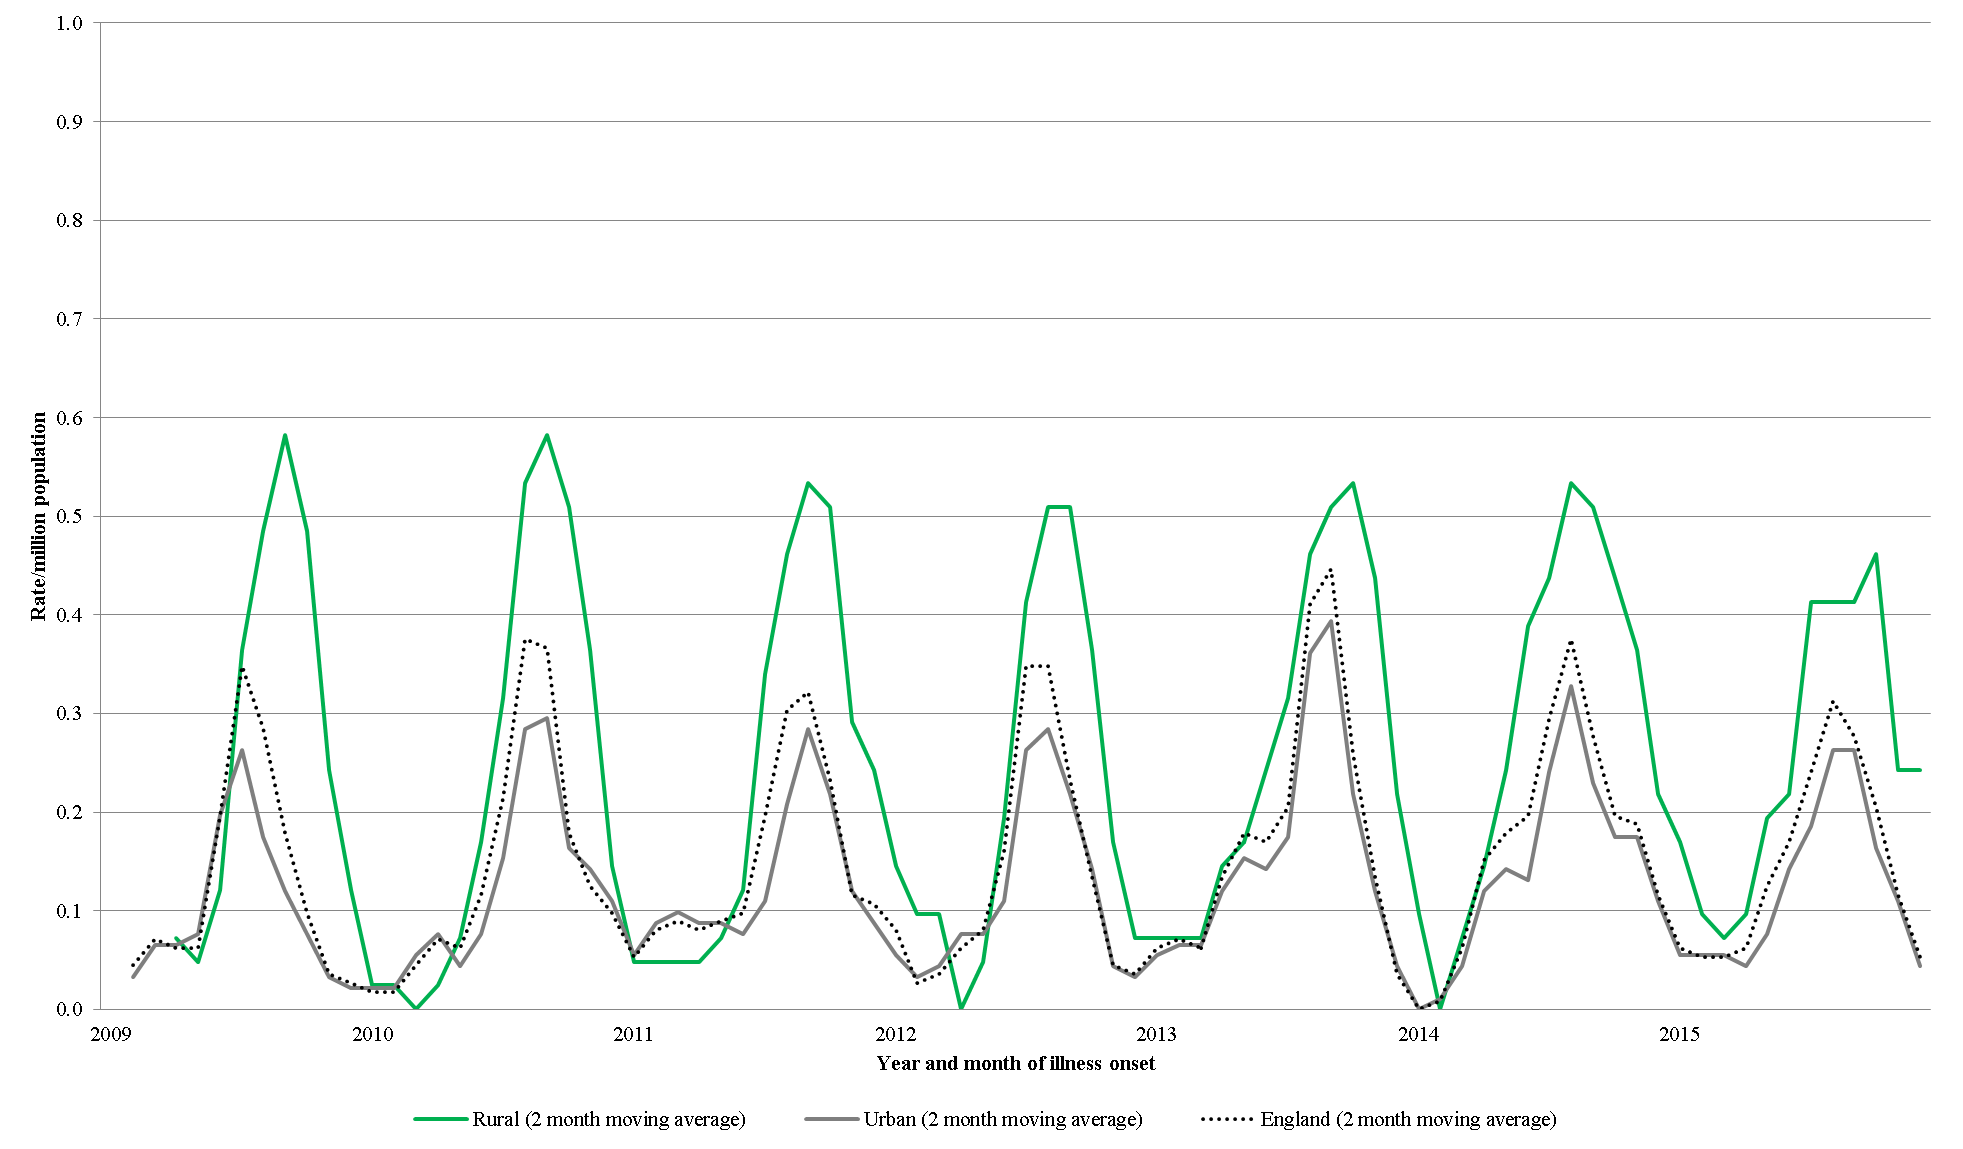 1.0
0.9
0.8
0.7
0.6
0.5
0.4
0.3
0.2
0.1
0.0
Rate/million population
2009 2010 2011 2012 2013 2014 2015
Year and month of illness onset
Rural (2 month moving average) Urban (2 month moving average) England (2 month moving average)